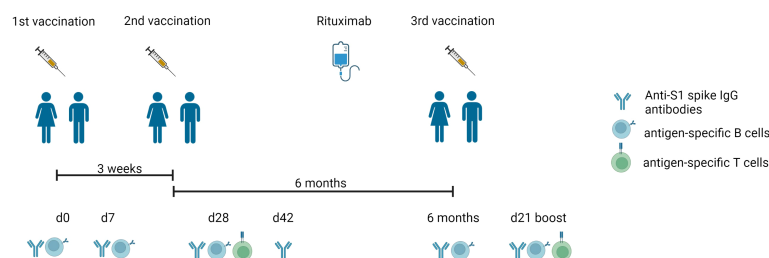 1st vaccination
2nd vaccination
Rituximab
3rd vaccination
Anti-S1 spike IgG
antibodies
antigen-specific B cells
antigen-specific T cells
3 weeks
6 months
d0
d7
d28
d42
6 months
d21 boost